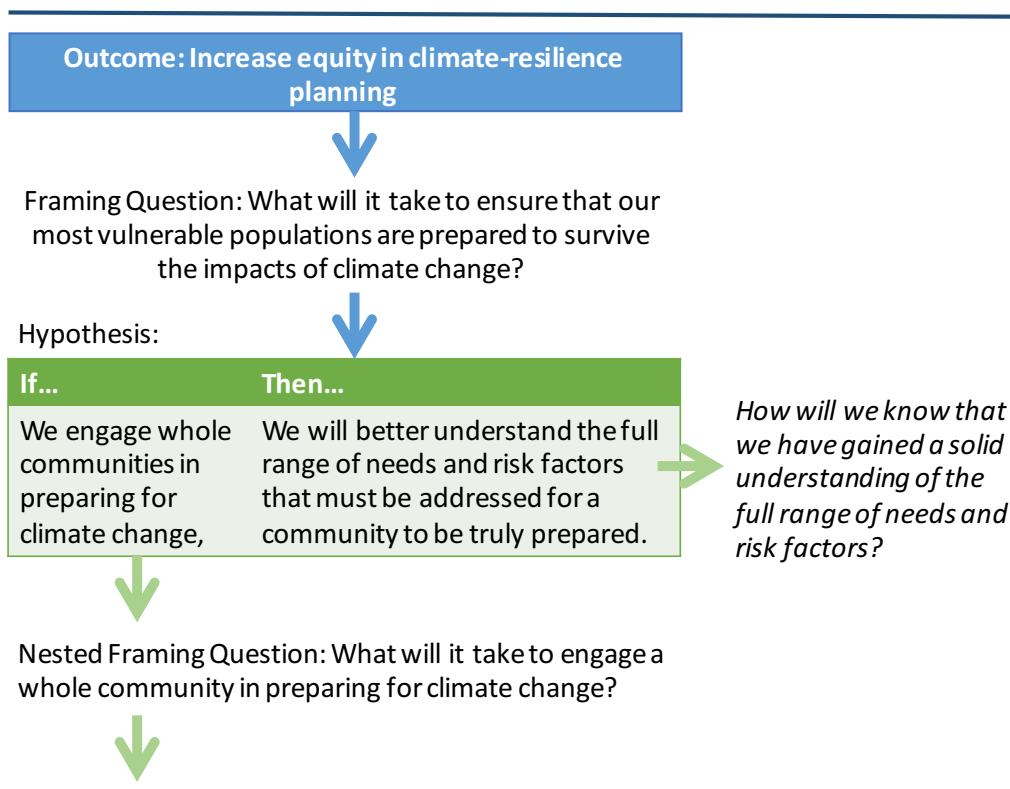 Outcome: Increase equity in climate-resilience
planning
Framing Question: What will it take to ensure that our
most vulnerable populations are prepared to survive
the impacts of climate change?
Hypothesis:
If…
Then…
We engage whole
communities in
preparing for
climate change,
We will better understand the full
range of needs and risk factors
that must be addressed for a
community to be truly prepared.
How will we know that
we have gained a solid
understanding of the
full range of needs and
risk factors?
Nested Framing Question: What will it take to engage a
whole community in preparing for climate change?